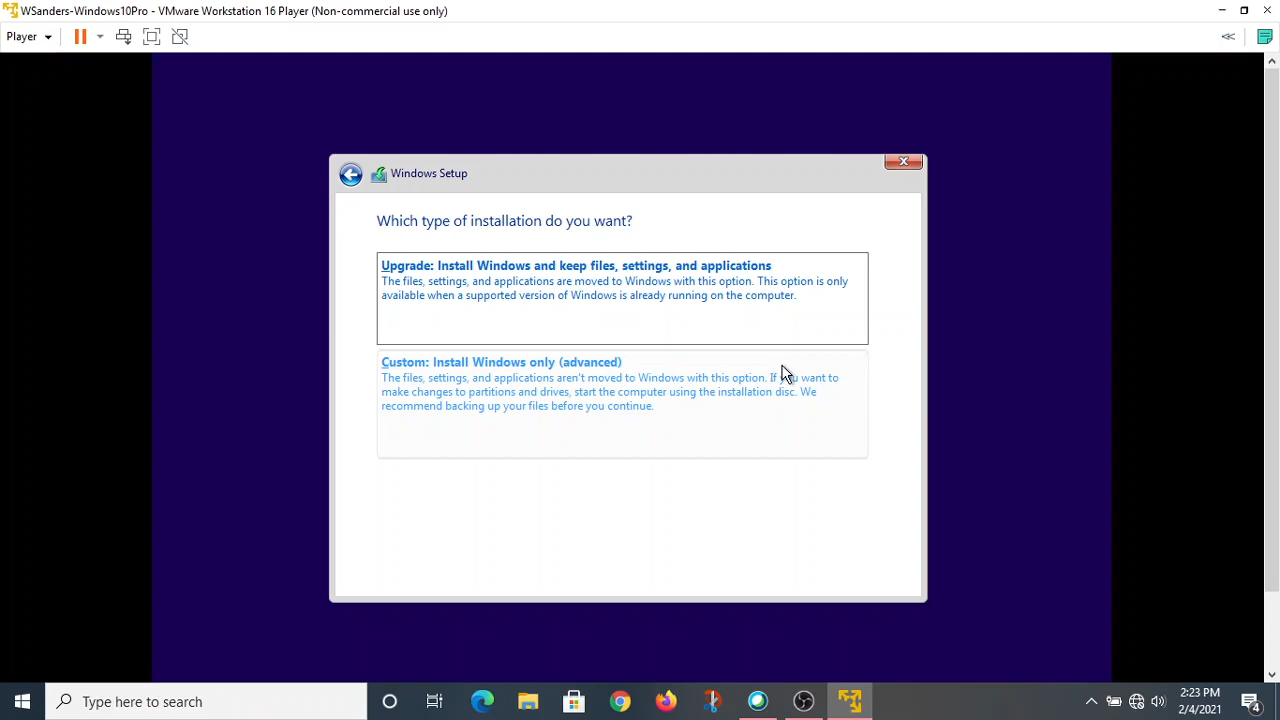 WSanders-Windows10Pro - VMware Workstation 16 Player (Non-commercial use only)
Player
Windows Setup
Which type of installation do you want?
Upgrade: Install Windows and keep files, settings, and applications
The files, settings, and applications are moved to Windows with this option. This option is only
available when a supported version of Windows is already running on the computer.
Custom: Install Windows only (advanced)
The files, settings, and applications aren't moved to Windows with this option. If you want to
make changes to partitions and drives, start the computer using the installation disc. We
recommend backing up your files before you continue.
Type here to search
2:23 PM
2/4/2021
4